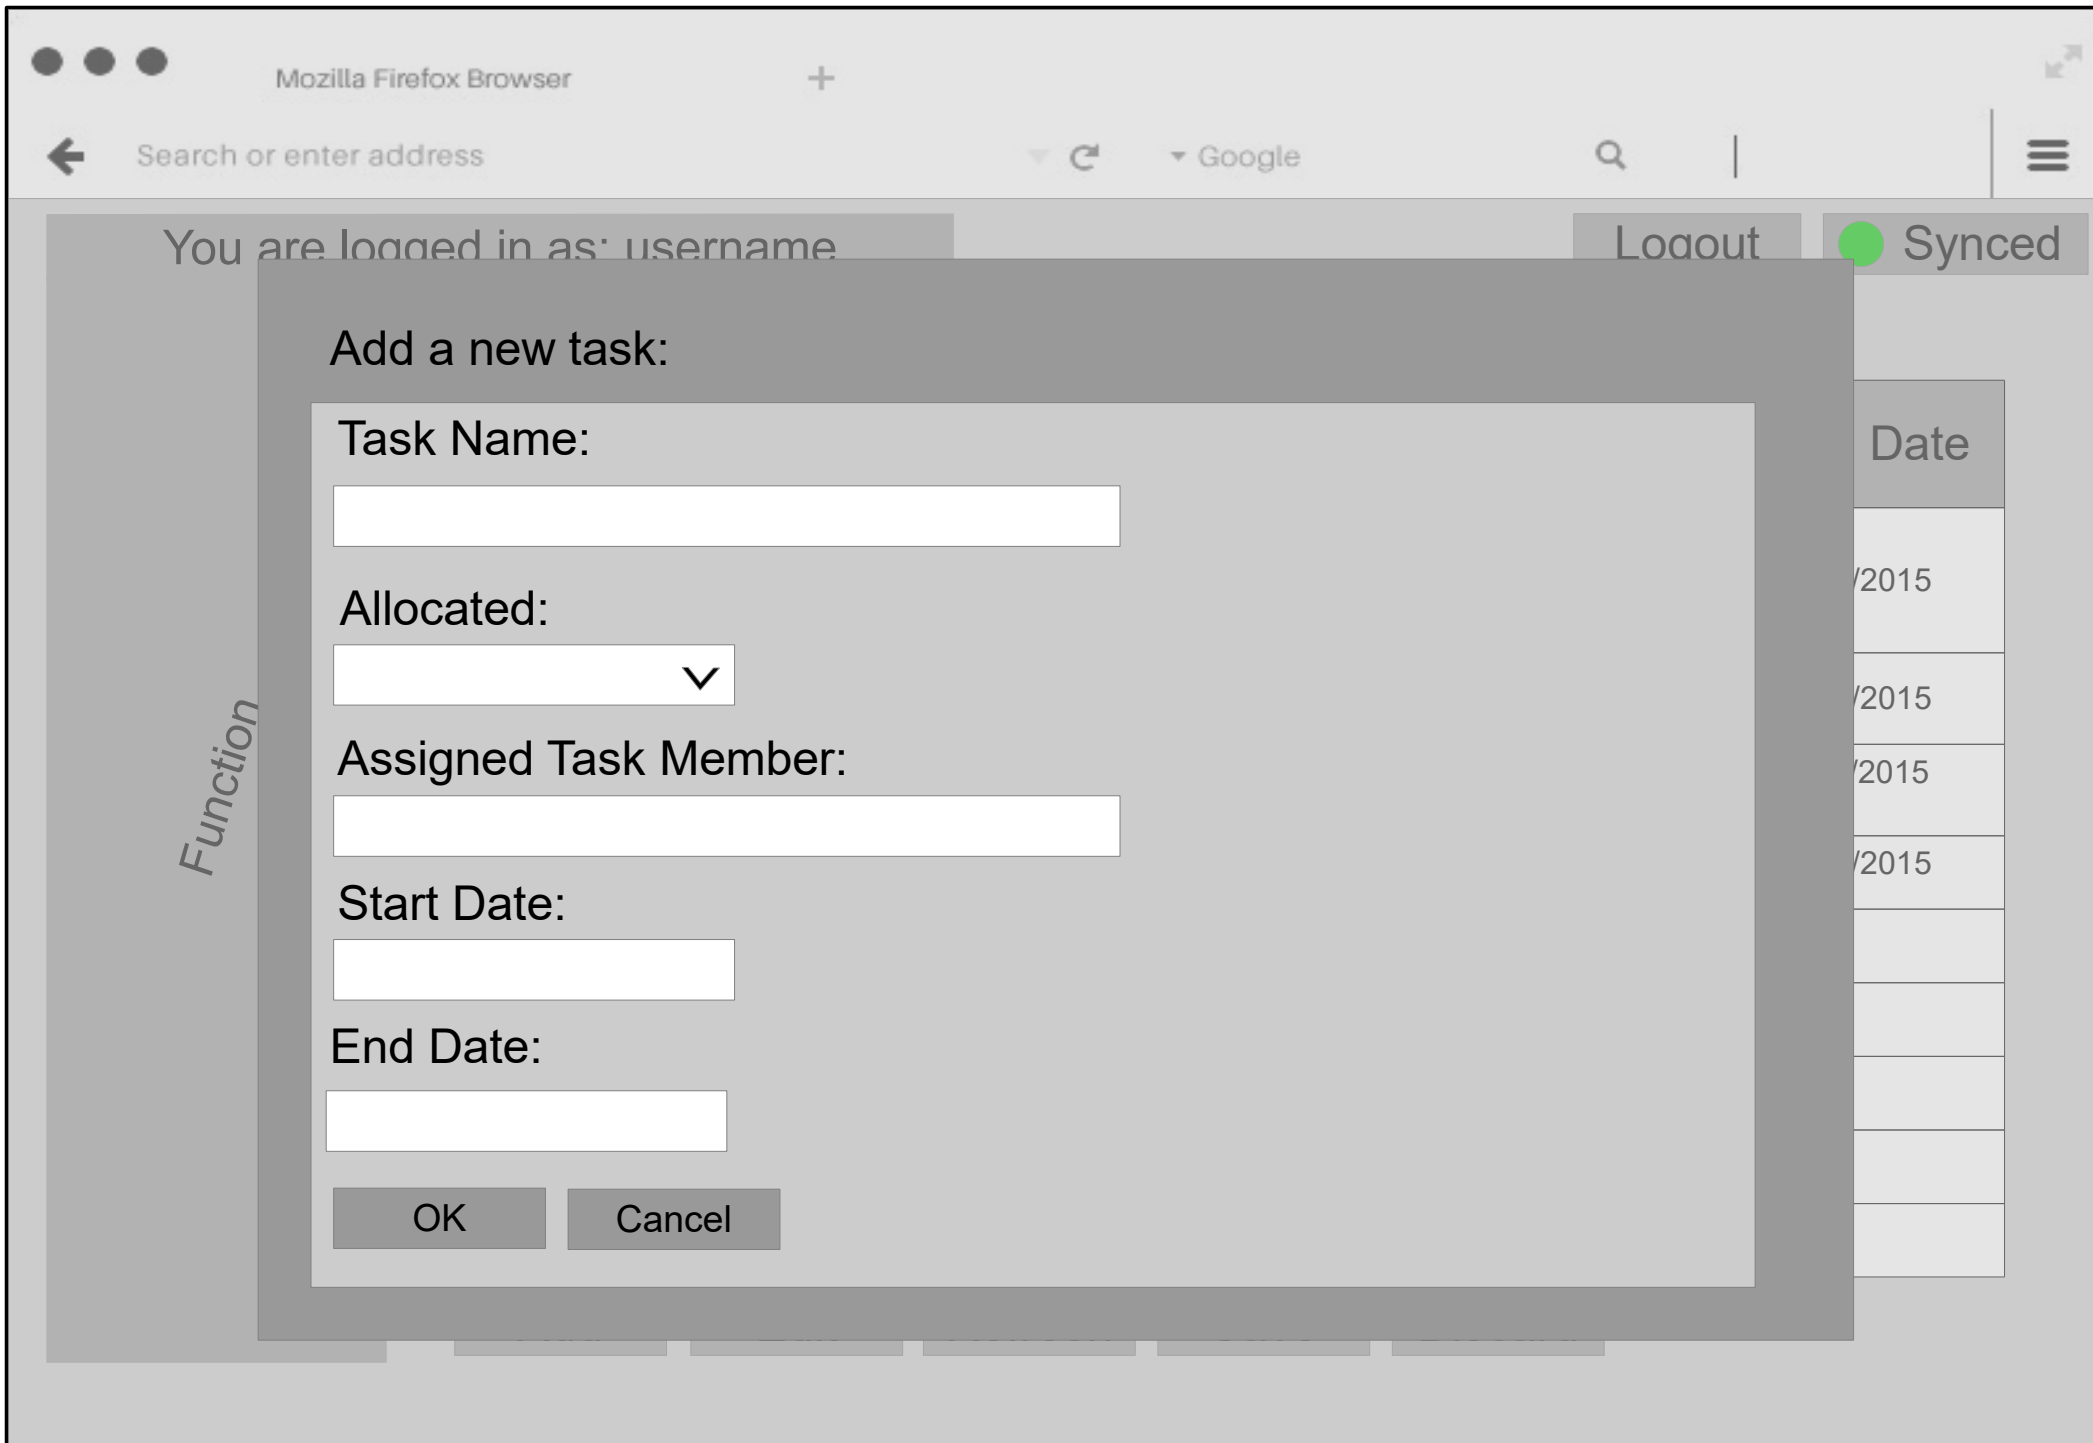 Mozilla Firefox Browser
Search or enter address
Google
You are logged in as: username
Logout
Synced
Add a new task:
Date
Task Name:
/2015
Allocated:
/2015
Function
Assigned Task Member:
/2015
/2015
Start Date:
End Date:
OK
Cancel